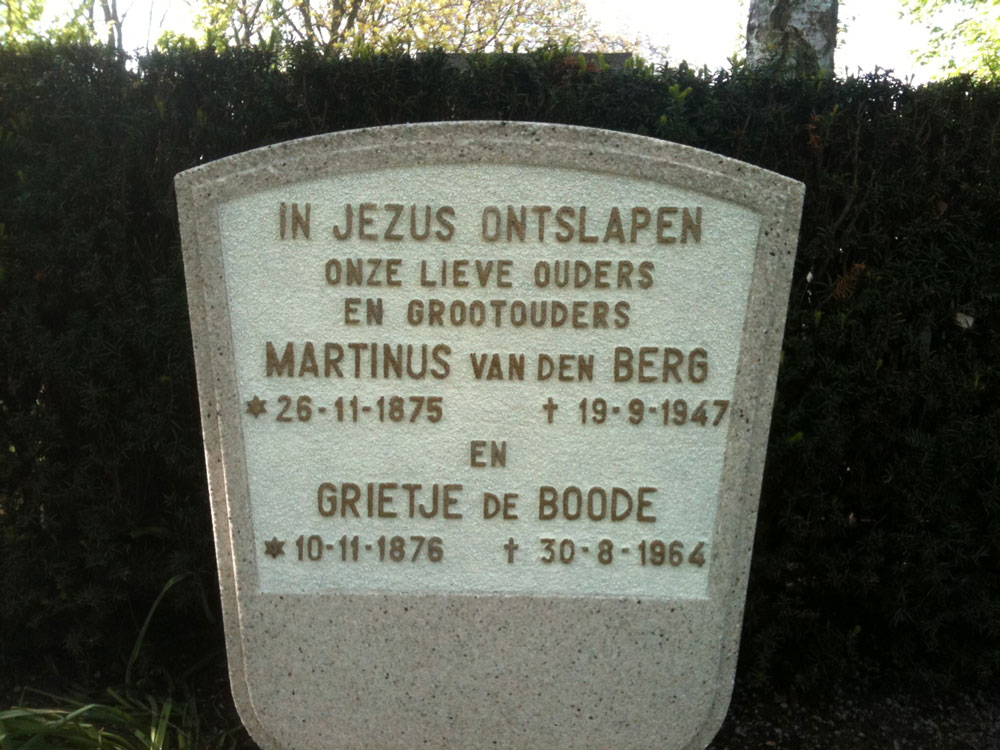 IN JEZUS ONTSLAPEN
ONZE LIEVE OUDERS
EN GROOTOUDERS
MARTINUS VAN DEN BERG
✶ 26-11-1875 † 19-9-1947
EN
GRIETJE DE BOODE
✶ 10-11-1876 † 30-8-1964